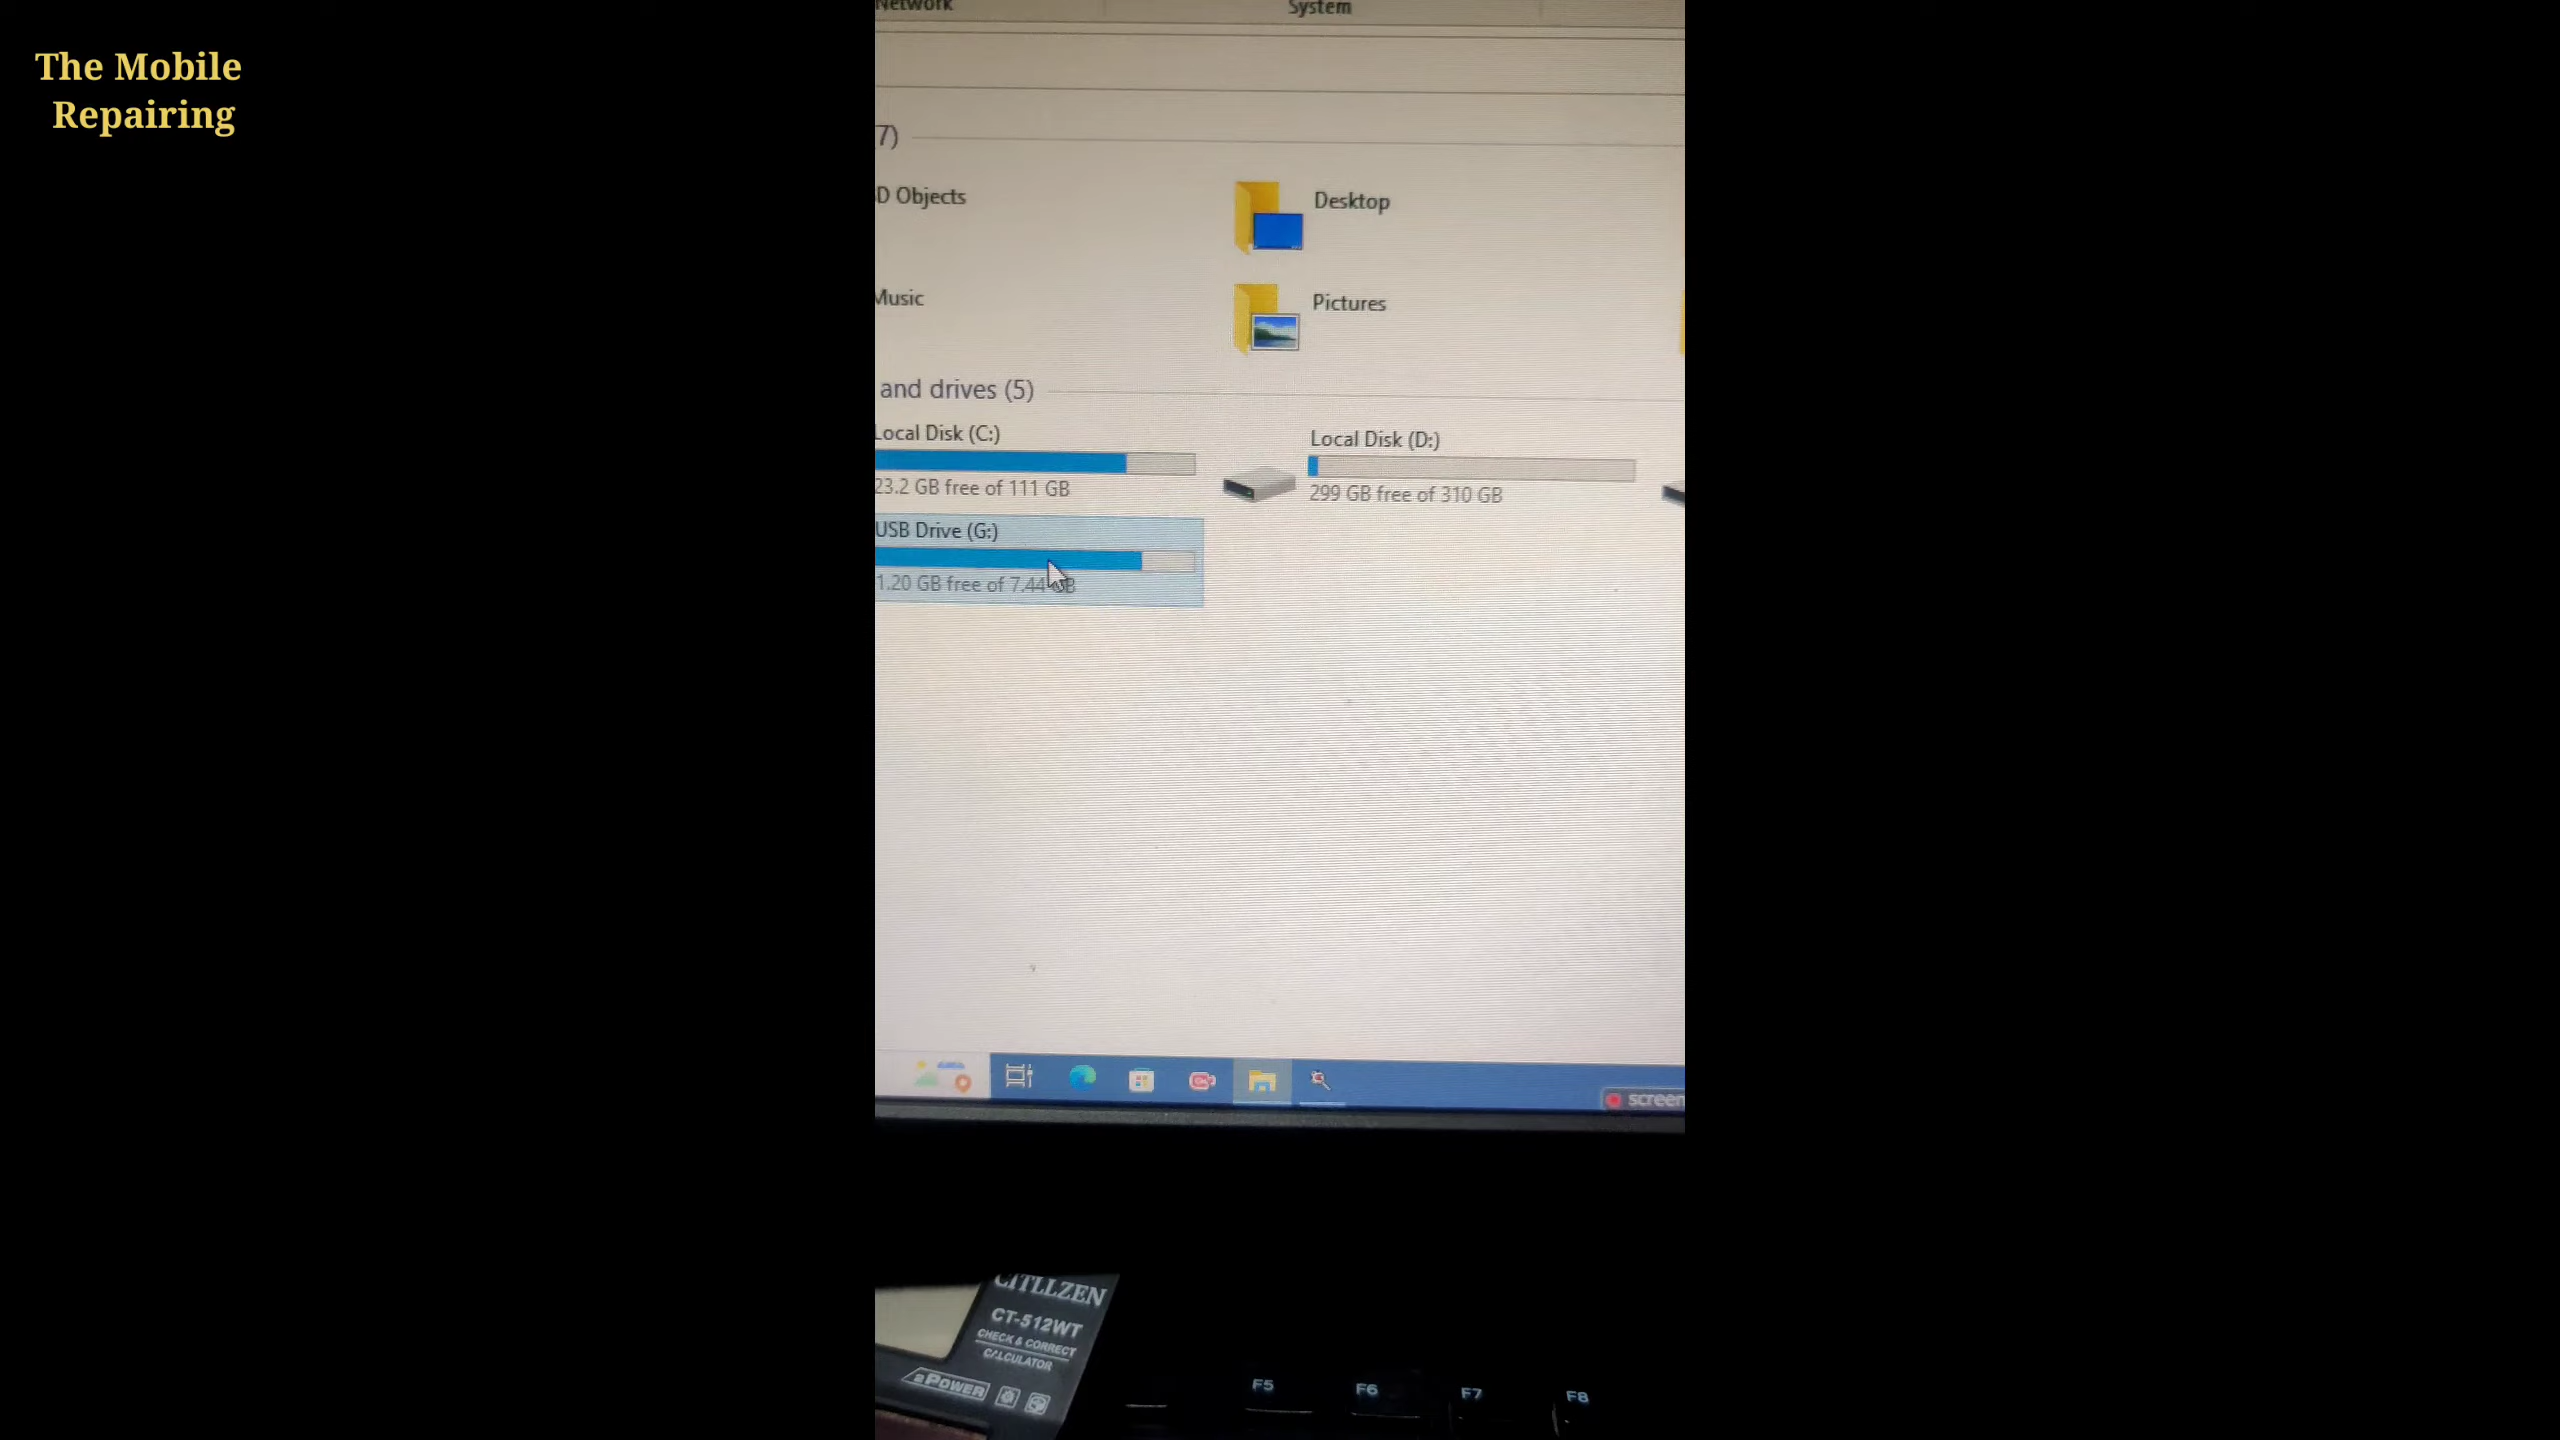 The Mobile
Repairing
Network
System
7)
D Objects
Desktop
Music
Pictures
and drives (5)
Local Disk (C:)
Local Disk (D:)
23.2 GB free of 111 GB
299 GB free of 310 GB
USB Drive (G:)
1.20 GB free of 7.44 GB
screen
CITLLZEN
CT-512WT
CHECK & CORRECT
CALCULATOR
aPOWER
F5
F6
F7
F8